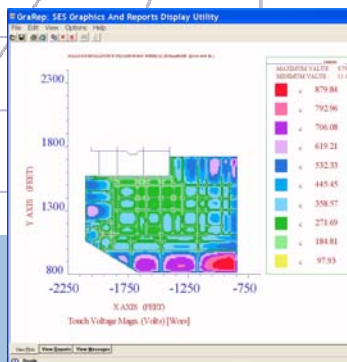 GraRep: SES Graphics And Reports Display Utility
File Edit View Options Help
MAXIMUM VALUE
MINIMUM VALUE
2300
1800
1300
800
-2250
-1750
-1250
-750
Y AXIS (FEET)
X AXIS (FEET)
Touch Voltage Magn. (Volts) [Wors]
< 879.84
< 792.96
< 706.08
< 619.21
< 532.33
< 445.45
< 358.57
< 271.69
< 184.81
< 97.93
View Plots View Reports View Messages
Ready